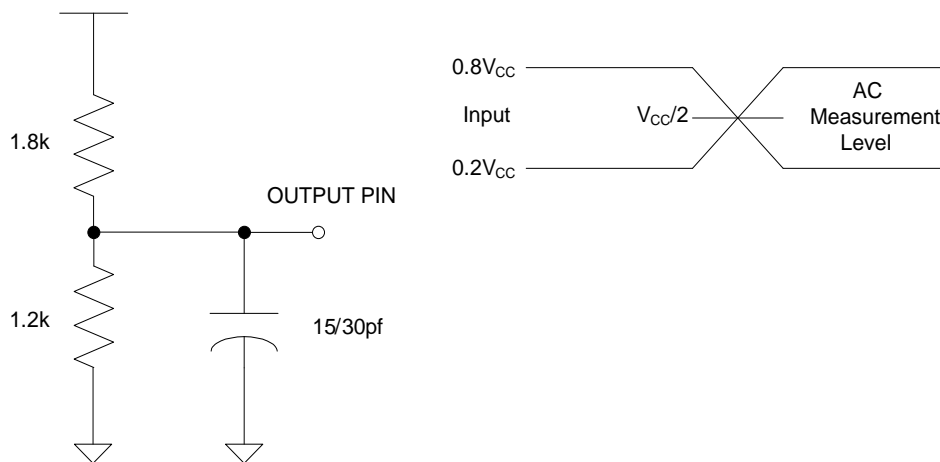 1.8k
1.2k
OUTPUT PIN
15/30pf
0.8VCC
Input
0.2VCC
VCC/2
AC
Measurement
Level